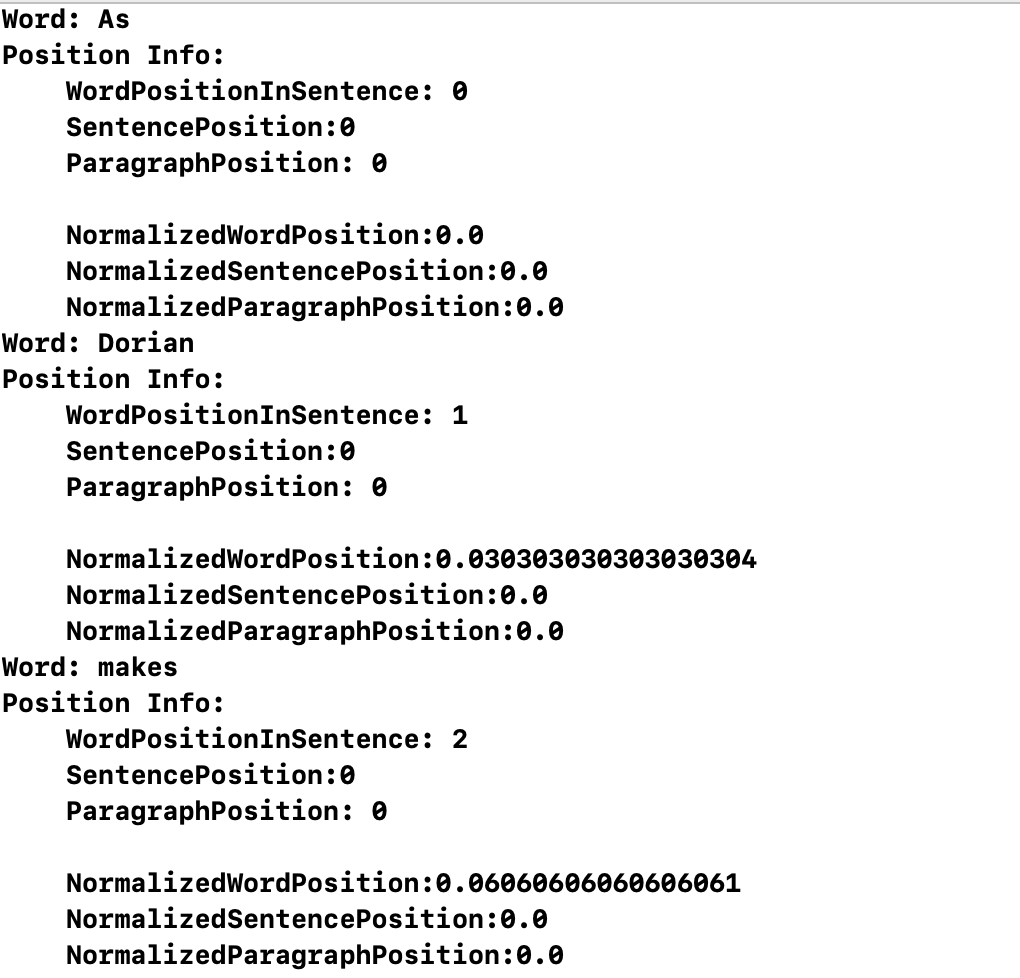 Word: As
Position Info:
    WordPositionInSentence: 0
    SentencePosition:0
    ParagraphPosition: 0

    NormalizedWordPosition:0.0
    NormalizedSentencePosition:0.0
    NormalizedParagraphPosition:0.0
Word: Dorian
Position Info:
    WordPositionInSentence: 1
    SentencePosition:0
    ParagraphPosition: 0

    NormalizedWordPosition:0.030303030303030304
    NormalizedSentencePosition:0.0
    NormalizedParagraphPosition:0.0
Word: makes
Position Info:
    WordPositionInSentence: 2
    SentencePosition:0
    ParagraphPosition: 0

    NormalizedWordPosition:0.06060606060606061
    NormalizedSentencePosition:0.0
    NormalizedParagraphPosition:0.0